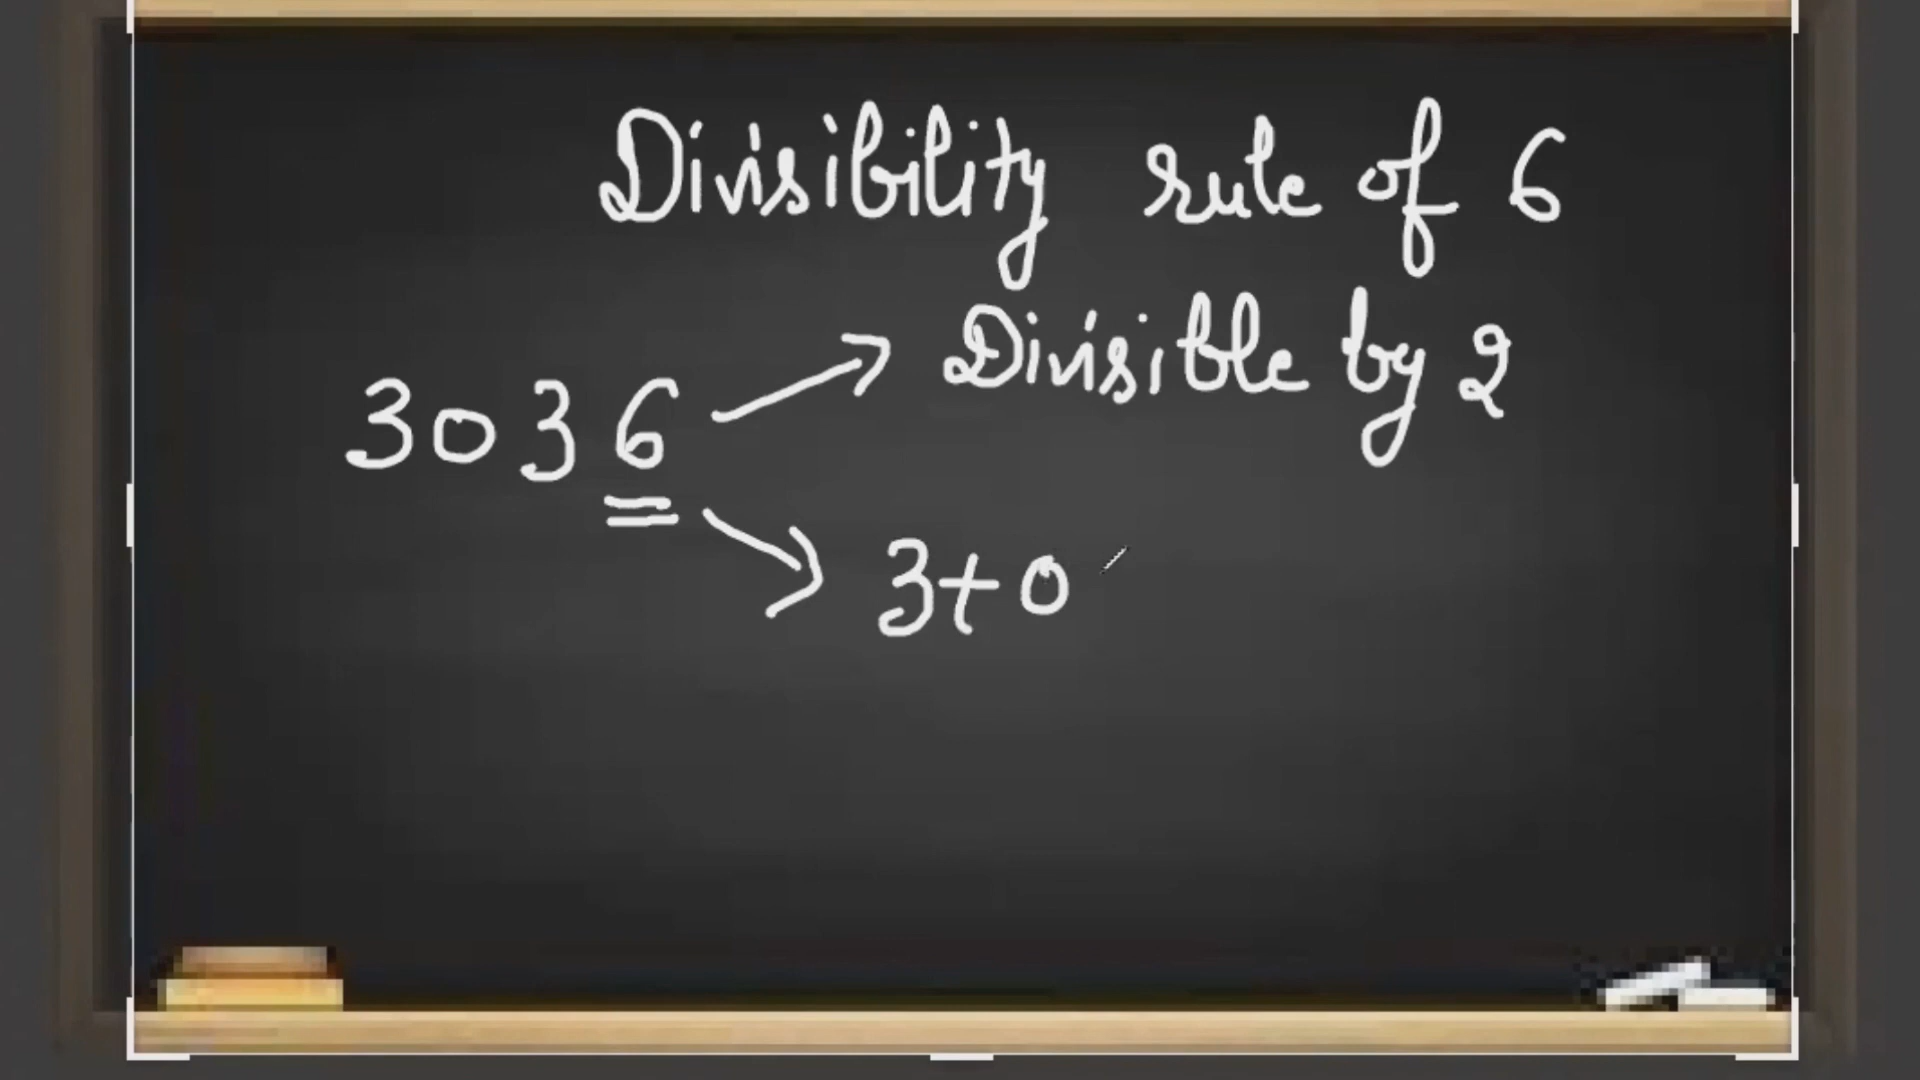 Divisibility rule of 6
3036 → Divisible by 2
→ 3+0